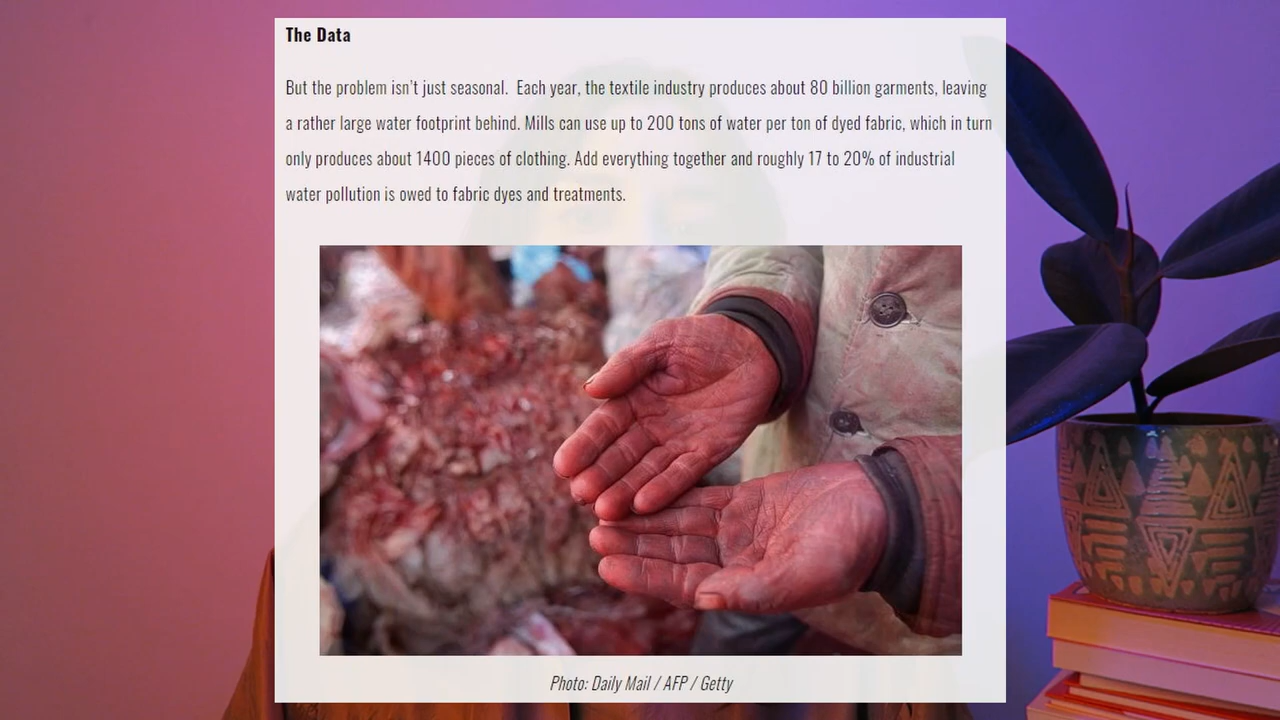 The Data
But the problem isn't just seasonal.  Each year, the textile industry produces about 80 billion garments, leaving
a rather large water footprint behind. Mills can use up to 200 tons of water per ton of dyed fabric, which in turn
only produces about 1400 pieces of clothing. Add everything together and roughly 17 to 20% of industrial
water pollution is owed to fabric dyes and treatments.
Photo: Daily Mail / AFP / Getty